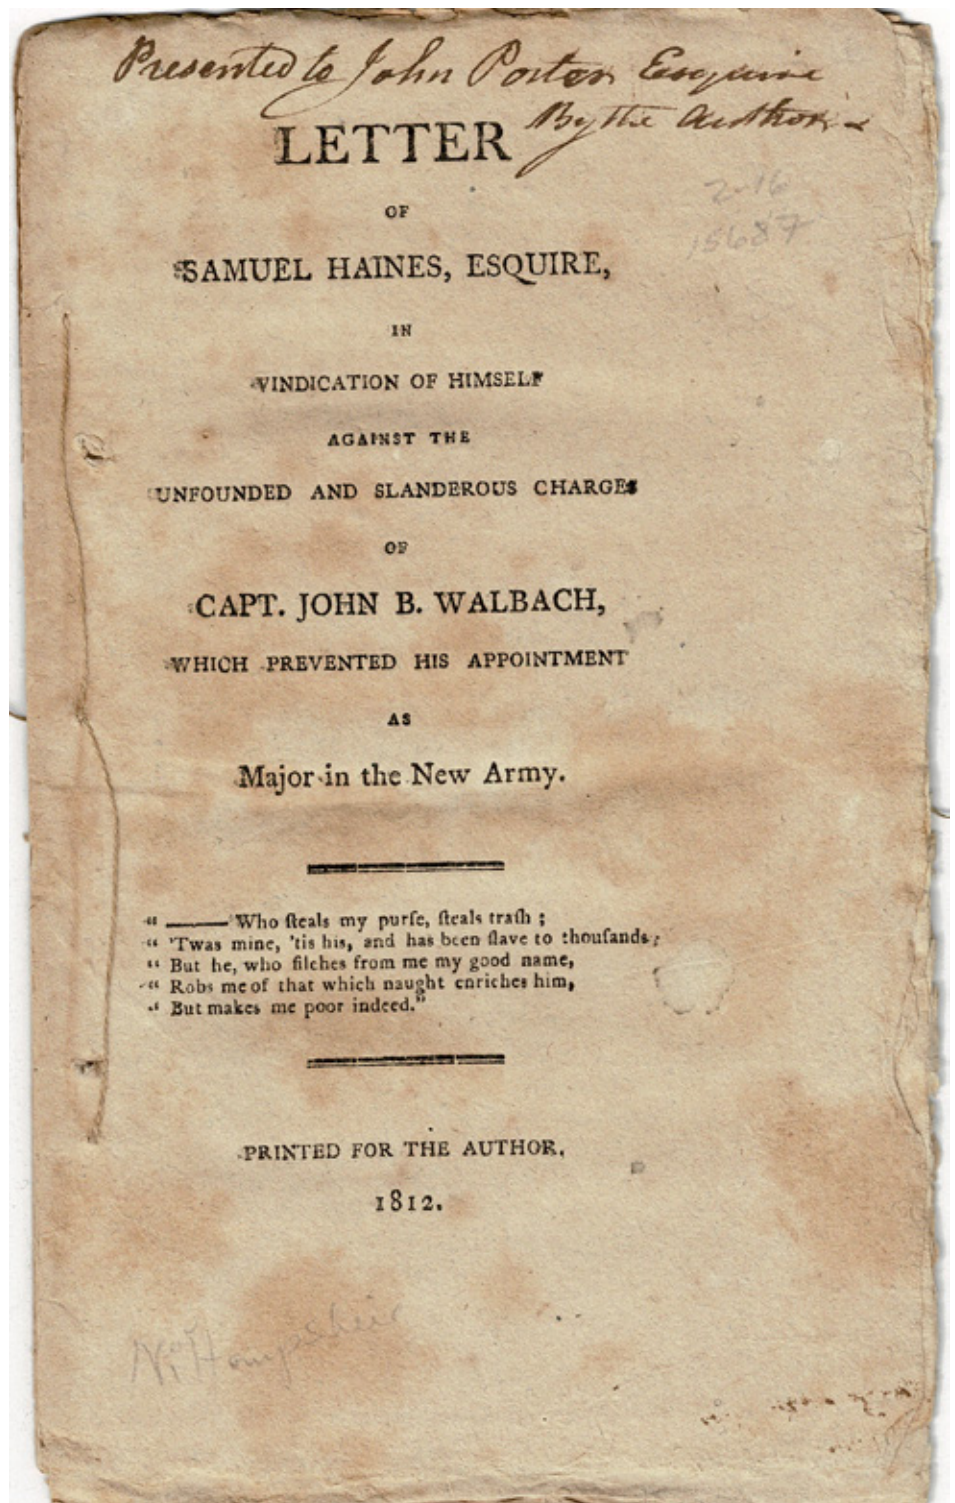 Presented to John Porter Esquire
By the Author
LETTER
OF
SAMUEL HAINES, ESQUIRE,
IN
VINDICATION OF HIMSELF
AGAINST THE
UNFOUNDED AND SLANDEROUS CHARGES
OF
CAPT. JOHN B. WALBACH,
WHICH PREVENTED HIS APPOINTMENT
AS
Major in the New Army.
" —— Who ſteals my purſe, ſteals traſh ;
" 'Twas mine, 'tis his, and has been ſlave to thouſands ;
" But he, who filches from me my good name,
" Robs me of that which naught enriches him,
" But makes me poor indeed."
PRINTED FOR THE AUTHOR.
1812.